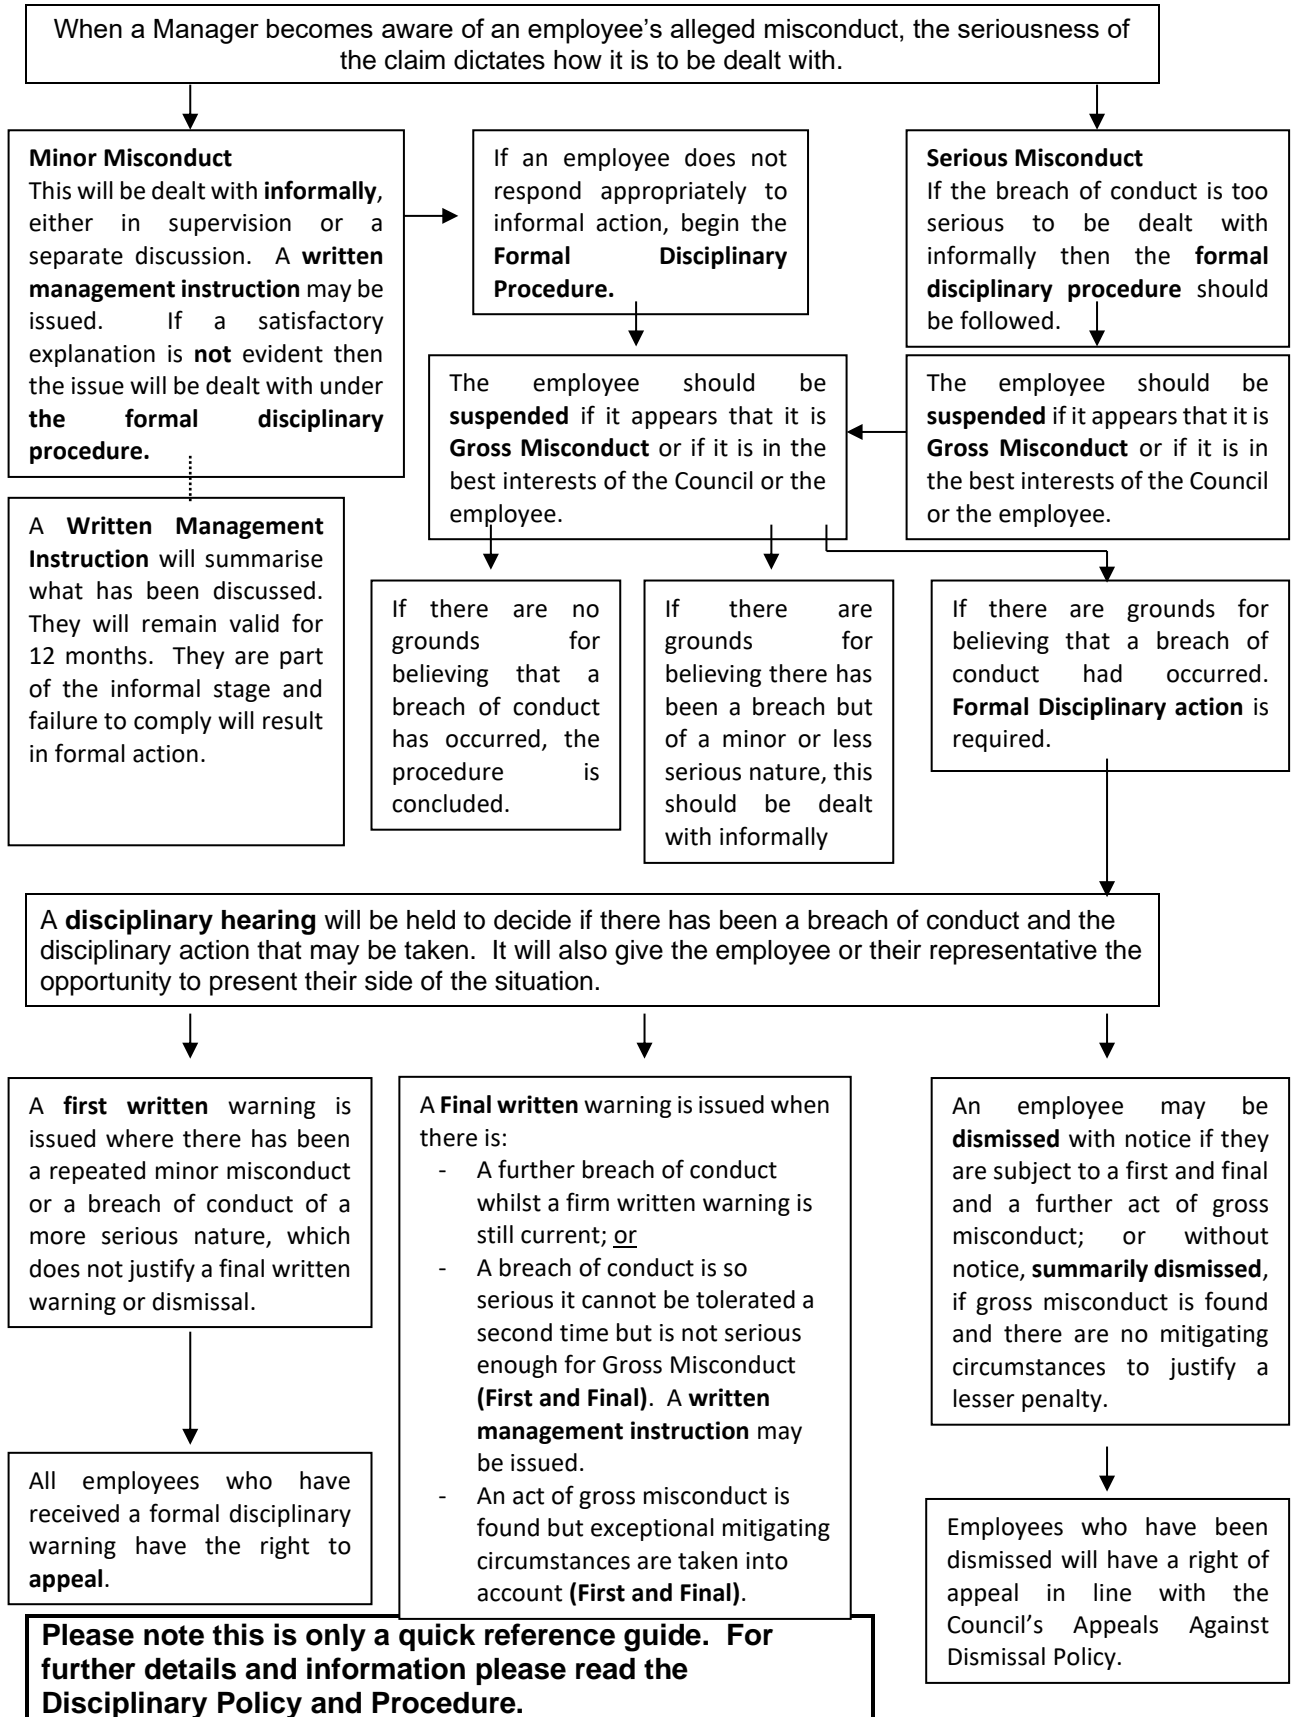 When a Manager becomes aware of an employee’s alleged misconduct, the seriousness of
the claim dictates how it is to be dealt with.
Minor Misconduct
This will be dealt with informally,
either in supervision or a
separate discussion. A written
management instruction may be
issued. If a satisfactory
explanation is not evident then
the issue will be dealt with under
the formal disciplinary
procedure.
If an employee does not
respond appropriately to
informal action, begin the
Formal Disciplinary
Procedure.
Serious Misconduct
If the breach of conduct is too
serious to be dealt with
informally then the formal
disciplinary procedure should
be followed.
The employee should be
suspended if it appears that it is
Gross Misconduct or if it is in the
best interests of the Council or the
employee.
The employee should be
suspended if it appears that it is
Gross Misconduct or if it is in
the best interests of the Council
or the employee.
A Written Management
Instruction will summarise
what has been discussed.
They will remain valid for
12 months. They are part
of the informal stage and
failure to comply will result
in formal action.
If there are no
grounds for
believing that a
breach of conduct
has occurred, the
procedure is
concluded.
If there are
grounds for
believing there has
been a breach but
of a minor or less
serious nature, this
should be dealt
with informally
If there are grounds for
believing that a breach of
conduct had occurred.
Formal Disciplinary action is
required.
A disciplinary hearing will be held to decide if there has been a breach of conduct and the
disciplinary action that may be taken. It will also give the employee or their representative the
opportunity to present their side of the situation.
A first written warning is
issued where there has been
a repeated minor misconduct
or a breach of conduct of a
more serious nature, which
does not justify a final written
warning or dismissal.
A Final written warning is issued when
there is:
- A further breach of conduct
whilst a firm written warning is
still current; or
- A breach of conduct is so
serious it cannot be tolerated a
second time but is not serious
enough for Gross Misconduct
(First and Final). A written
management instruction may
be issued.
- An act of gross misconduct is
found but exceptional mitigating
circumstances are taken into
account (First and Final).
An employee may be
dismissed with notice if they
are subject to a first and final
and a further act of gross
misconduct; or without
notice, summarily dismissed,
if gross misconduct is found
and there are no mitigating
circumstances to justify a
lesser penalty.
All employees who have
received a formal disciplinary
warning have the right to
appeal.
Employees who have been
dismissed will have a right of
appeal in line with the
Council’s Appeals Against
Dismissal Policy.
Please note this is only a quick reference guide. For
further details and information please read the
Disciplinary Policy and Procedure.